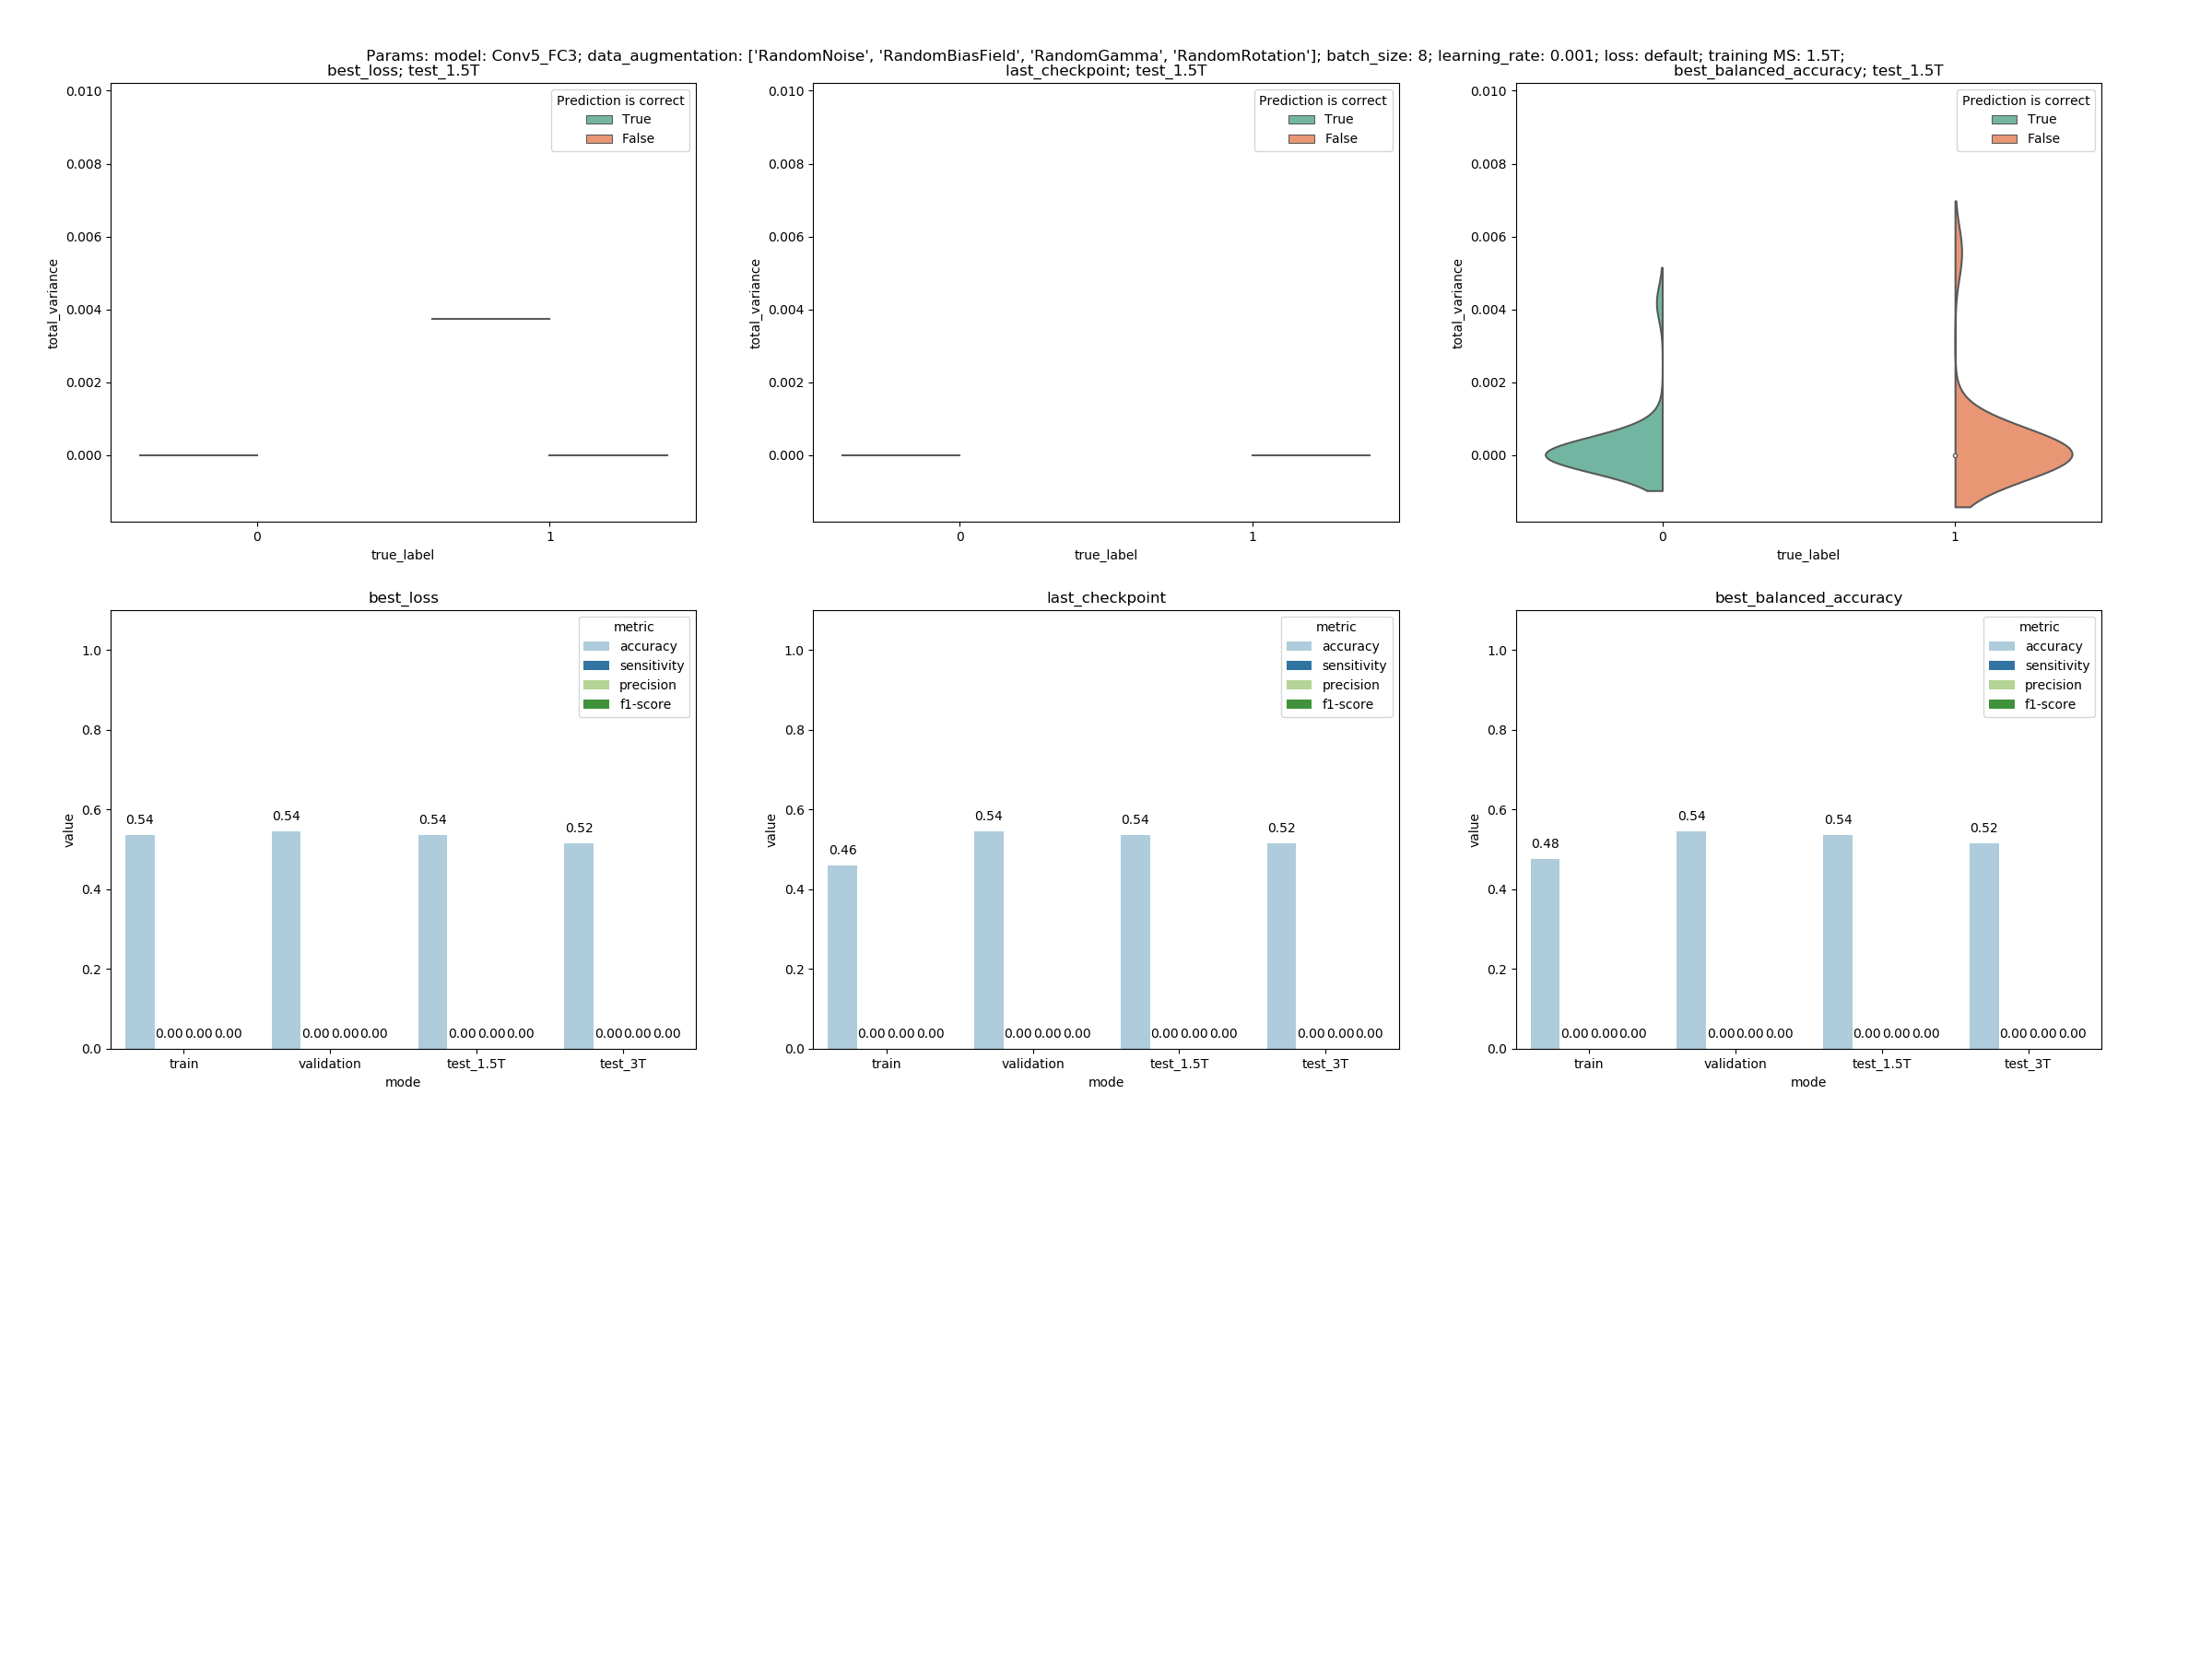 Params: model: Conv5_FC3; data_augmentation: ['RandomNoise', 'RandomBiasField', 'RandomGamma', 'RandomRotation']; batch_size: 8; learning_rate: 0.001; loss: default; training MS: 1.5T;
best_loss; test_1.5T
total_variance
0.010
0.008
0.006
0.004
0.002
0.000
Prediction is correct
True
False
0 1
true_label
last_checkpoint; test_1.5T
total_variance
0.010
0.008
0.006
0.004
0.002
0.000
Prediction is correct
True
False
0 1
true_label
best_balanced_accuracy; test_1.5T
total_variance
0.010
0.008
0.006
0.004
0.002
0.000
Prediction is correct
True
False
0 1
true_label
best_loss
value
1.0
0.8
0.6
0.4
0.2
0.0
metric
accuracy
sensitivity
precision
f1-score
0.54 0.54 0.54 0.52
0.00 0.00 0.00 0.00 0.00 0.00 0.00 0.00 0.00 0.00 0.00 0.00
train validation test_1.5T test_3T
mode
last_checkpoint
value
1.0
0.8
0.6
0.4
0.2
0.0
metric
accuracy
sensitivity
precision
f1-score
0.46 0.54 0.54 0.52
0.00 0.00 0.00 0.00 0.00 0.00 0.00 0.00 0.00 0.00 0.00 0.00
train validation test_1.5T test_3T
mode
best_balanced_accuracy
value
1.0
0.8
0.6
0.4
0.2
0.0
metric
accuracy
sensitivity
precision
f1-score
0.48 0.54 0.54 0.52
0.00 0.00 0.00 0.00 0.00 0.00 0.00 0.00 0.00 0.00 0.00 0.00
train validation test_1.5T test_3T
mode